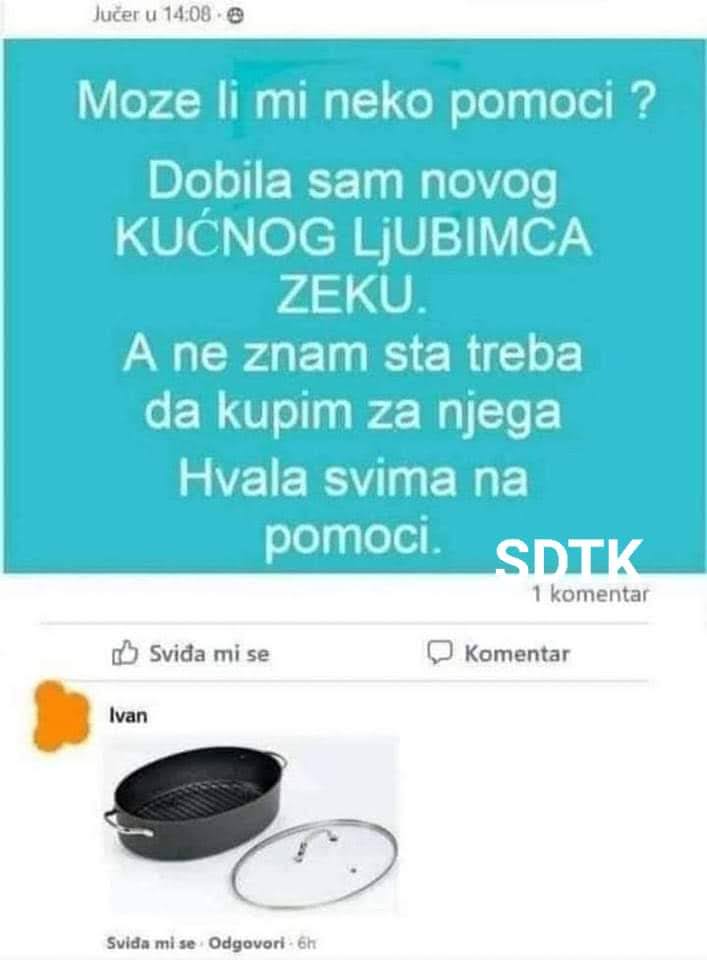 Jučer u 14:08 ·
Moze li mi neko pomoci ?
Dobila sam novog
KUĆNOG LjUBIMCA
ZEKU.
A ne znam sta treba
da kupim za njega
Hvala svima na
pomoci.
SDTK
1 komentar
Sviđa mi se
Komentar
Ivan
Sviđa mi se · Odgovori · 6h